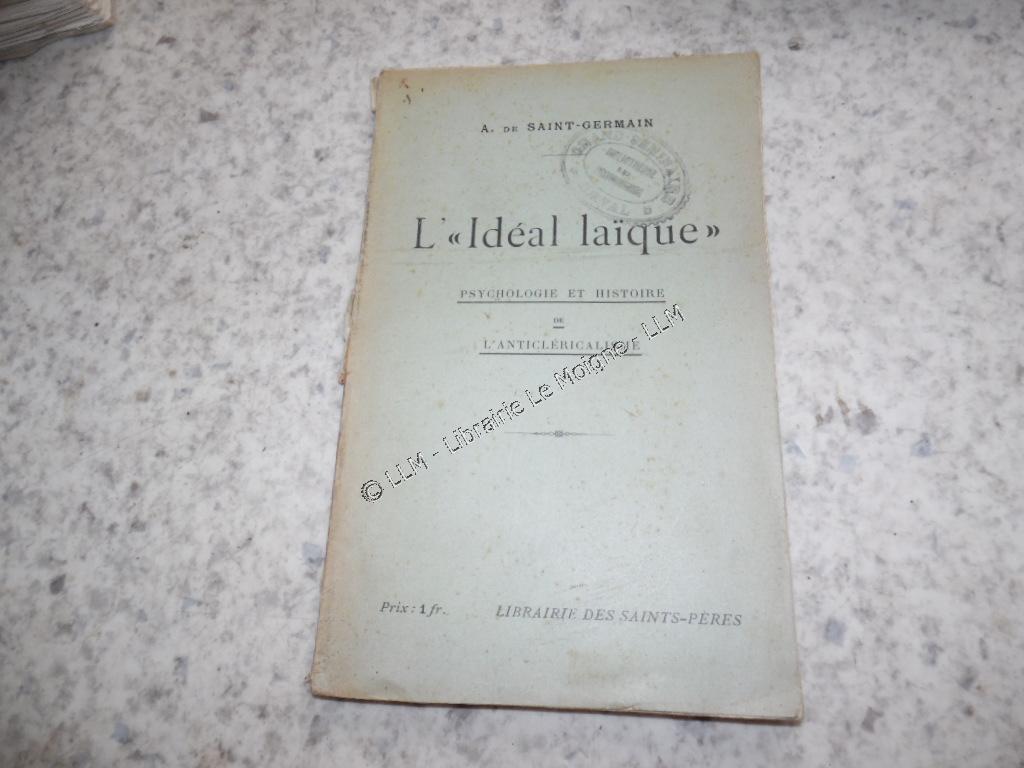 A. DE SAINT-GERMAIN
L'« Idéal laïque »
PSYCHOLOGIE ET HISTOIRE
DE
L'ANTICLÉRICALISME
© LLM - Librairie Le Moigne - LLM
Prix : 1 fr.
LIBRAIRIE DES SAINTS-PÈRES